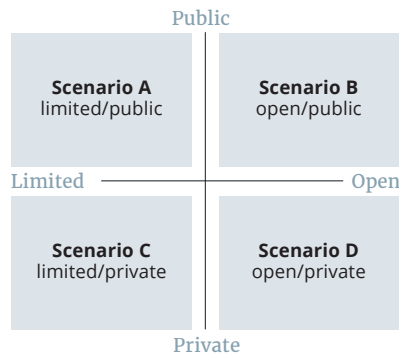 Public
Scenario A
limited/public
Scenario B
open/public
Limited
Open
Scenario C
limited/private
Scenario D
open/private
Private